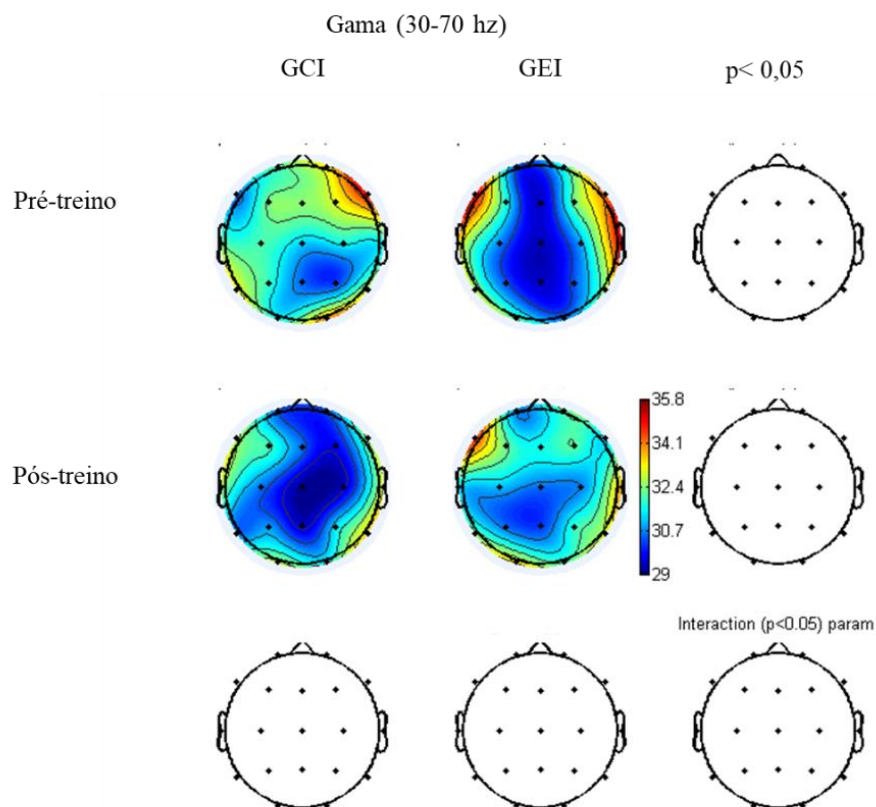 Gama (30-70 hz)
GCI GEI p< 0,05
Pré-treino
35.8
34.1
Pós-treino
32.4
30.7
29
Interaction (p<0.05) param